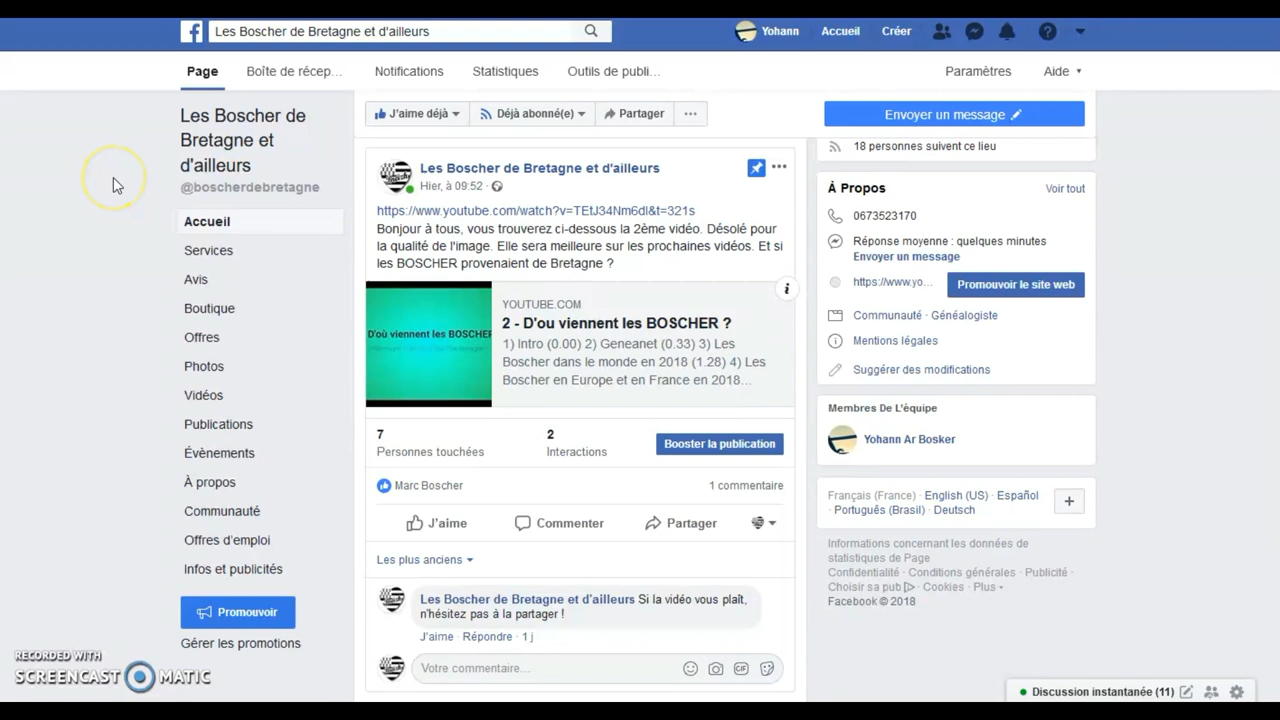 Les Boscher de Bretagne et d'ailleurs
Yohann
Accueil
Créer
Page
Boîte de récep...
Notifications
Statistiques
Outils de publi...
Paramètres
Aide
Les Boscher de
Bretagne et
d'ailleurs
@boscherdebretagne
Accueil
Services
Avis
Boutique
Offres
Photos
Vidéos
Publications
Évènements
À propos
Communauté
Offres d'emploi
Infos et publicités
Promouvoir
Gérer les promotions
RECORDED WITH
SCREENCAST MATIC
J'aime déjà
Déjà abonné(e)
Partager
...
Les Boscher de Bretagne et d'ailleurs
Hier, à 09:52 ·
https://www.youtube.com/watch?v=TEtJ34Nm6dI&t=321s
Bonjour à tous, vous trouverez ci-dessous la 2ème vidéo. Désolé pour
la qualité de l'image. Elle sera meilleure sur les prochaines vidéos. Et si
les BOSCHER provenaient de Bretagne ?
D'où viennent les BOSCHER
YOUTUBE.COM
2 - D'ou viennent les BOSCHER ?
1) Intro (0.00) 2) Geneanet (0.33) 3) Les
Boscher dans le monde en 2018 (1.28) 4) Les
Boscher en Europe et en France en 2018...
7
Personnes touchées
2
Interactions
Booster la publication
Marc Boscher
1 commentaire
J'aime
Commenter
Partager
Les plus anciens
Les Boscher de Bretagne et d'ailleurs Si la vidéo vous plaît,
n'hésitez pas à la partager !
J'aime · Répondre · 1 j
Votre commentaire...
GIF
Envoyer un message
18 personnes suivent ce lieu
À Propos
Voir tout
0673523170
Réponse moyenne : quelques minutes
Envoyer un message
https://www.yo...
Promouvoir le site web
Communauté · Généalogiste
Mentions légales
Suggérer des modifications
Membres De L'équipe
Yohann Ar Bosker
Français (France) · English (US) · Español
· Português (Brasil) · Deutsch
Informations concernant les données de
statistiques de Page
Confidentialité · Conditions générales · Publicité ·
Choisir sa pub · Cookies · Plus
Facebook © 2018
Discussion instantanée (11)